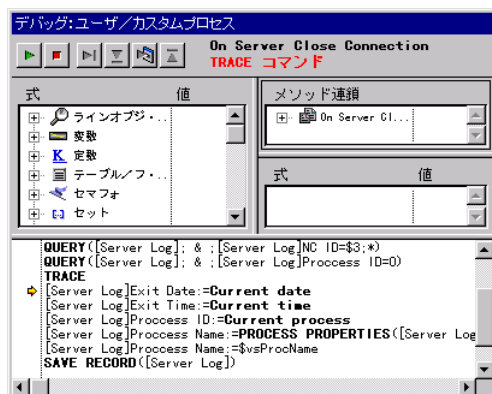 デバッグ:ユーザ/カスタムプロセス
On Server Close Connection
TRACE コマンド
式 値
ラインオブジ・..
変数
定数
テーブル/フ・..
セマフォ
セット
メソッド連鎖
On Server Cl...
式 値
QUERY([Server Log]; & ;[Server Log]NC ID=$3;*)
QUERY([Server Log]; & ;[Server Log]Proccess ID=0)
TRACE
[Server Log]Exit Date:=Current date
[Server Log]Exit Time:=Current time
[Server Log]Proccess ID:=Current process
[Server Log]Proccess Name:=PROCESS PROPERTIES([Server Log
[Server Log]Proccess Name:=$vsProcName
SAVE RECORD([Server Log])